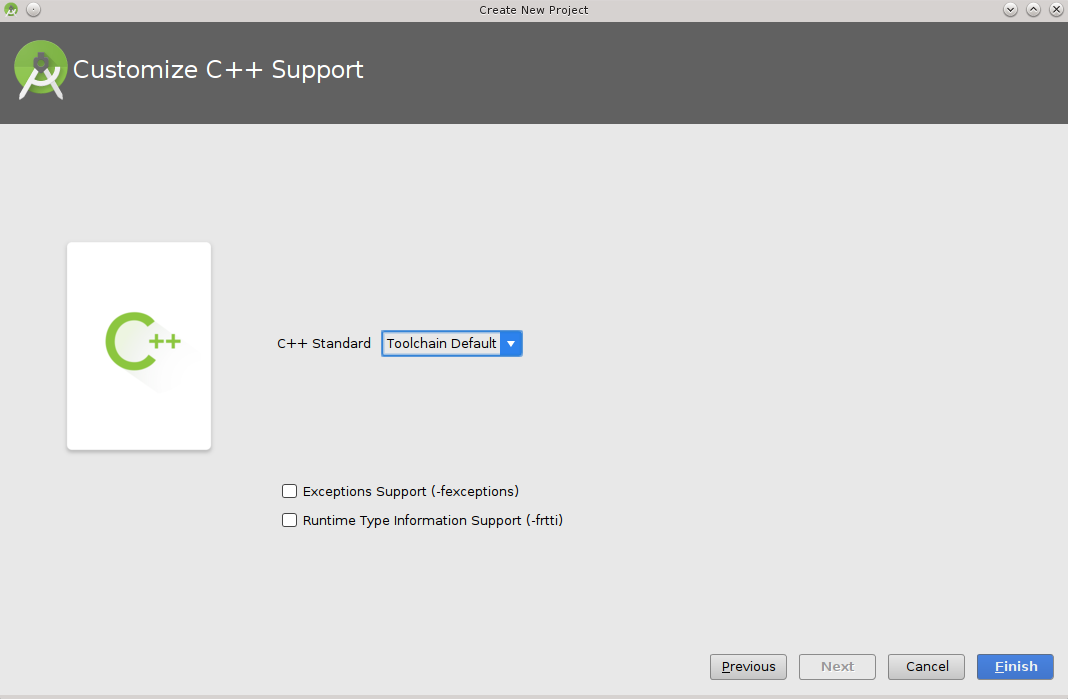 Create New Project
Customize C++ Support
C++
C++ Standard Toolchain Default
Exceptions Support (-fexceptions)
Runtime Type Information Support (-frtti)
Previous Next Cancel Finish